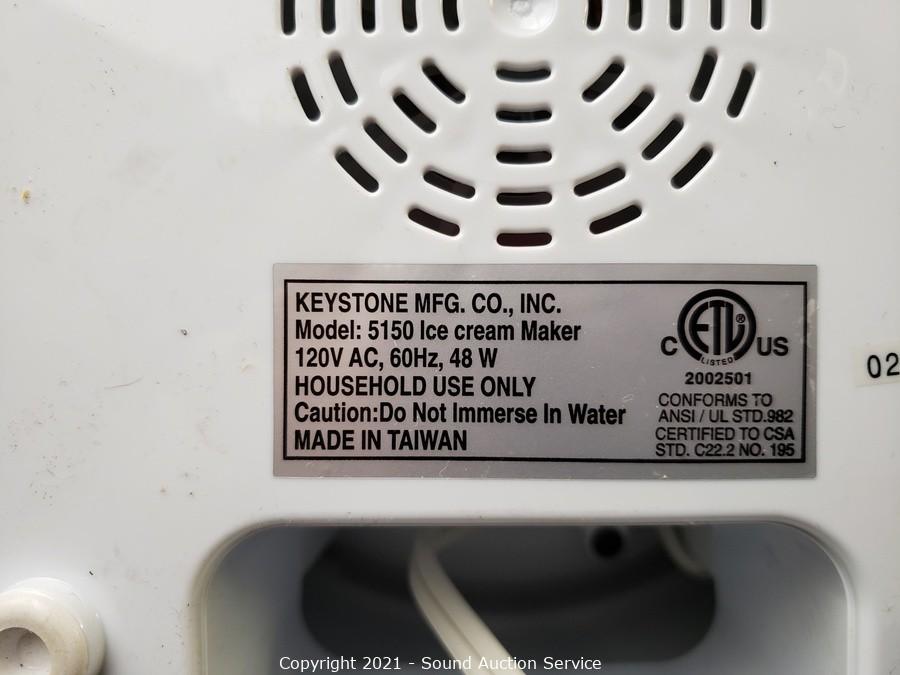 KEYSTONE MFG. CO., INC.
Model: 5150 Ice cream Maker
120V AC, 60Hz, 48 W
HOUSEHOLD USE ONLY
Caution:Do Not Immerse In Water
MADE IN TAIWAN
C ETL ® US
LISTED
2002501
CONFORMS TO
ANSI / UL STD.982
CERTIFIED TO CSA
STD. C22.2 NO. 195
02
Copyright 2021 - Sound Auction Service